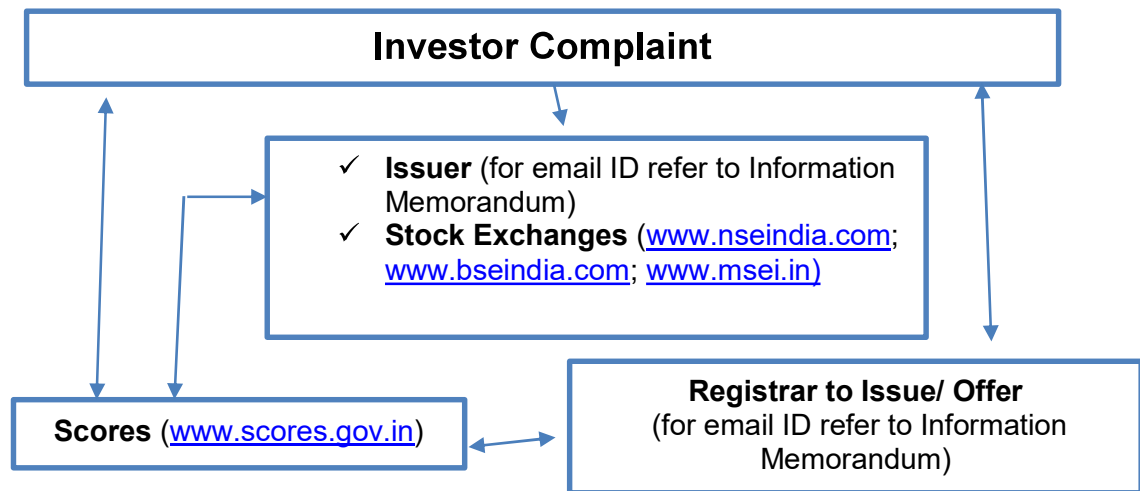 Investor Complaint
✓ Issuer (for email ID refer to Information
Memorandum)
✓ Stock Exchanges (www.nseindia.com;
www.bseindia.com; www.msei.in)
Registrar to Issue/ Offer
(for email ID refer to Information
Memorandum)
Scores (www.scores.gov.in)